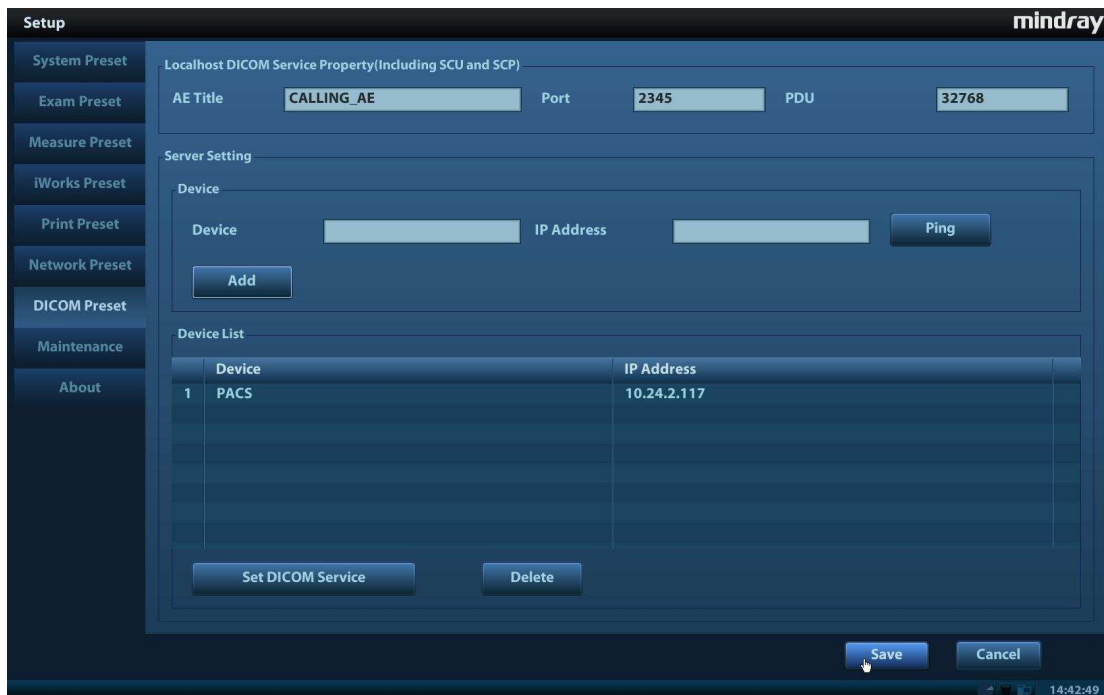 Setup
mindray
System Preset
Exam Preset
Measure Preset
iWorks Preset
Print Preset
Network Preset
DICOM Preset
Maintenance
About
Localhost DICOM Service Property(Including SCU and SCP)
AE Title CALLING_AE Port 2345 PDU 32768
Server Setting
Device
Device IP Address Ping
Add
Device List
Device IP Address
1 PACS 10.24.2.117
Set DICOM Service Delete
Save Cancel
14:42:49